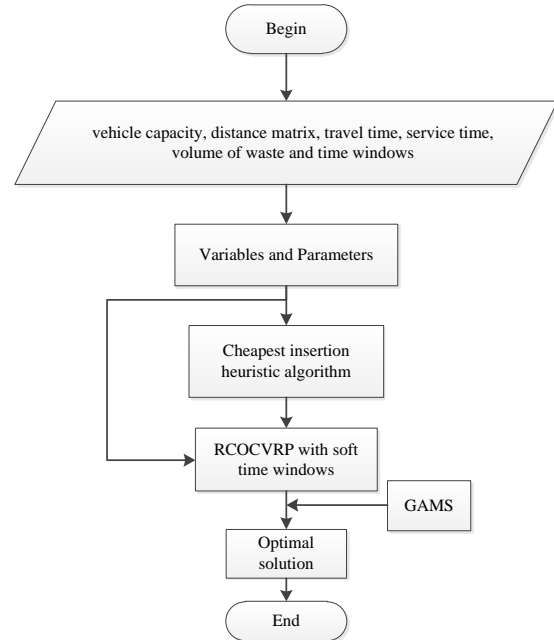 Begin
vehicle capacity, distance matrix, travel time, service time,
volume of waste and time windows
Variables and Parameters
Cheapest insertion
heuristic algorithm
RCOCVRP with soft
time windows
GAMS
Optimal
solution
End